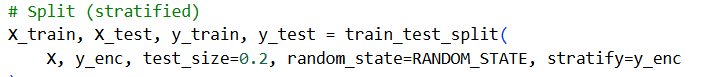 # Split (stratified)
X_train, X_test, y_train, y_test = train_test_split(
    X, y_enc, test_size=0.2, random_state=RANDOM_STATE, stratify=y_enc